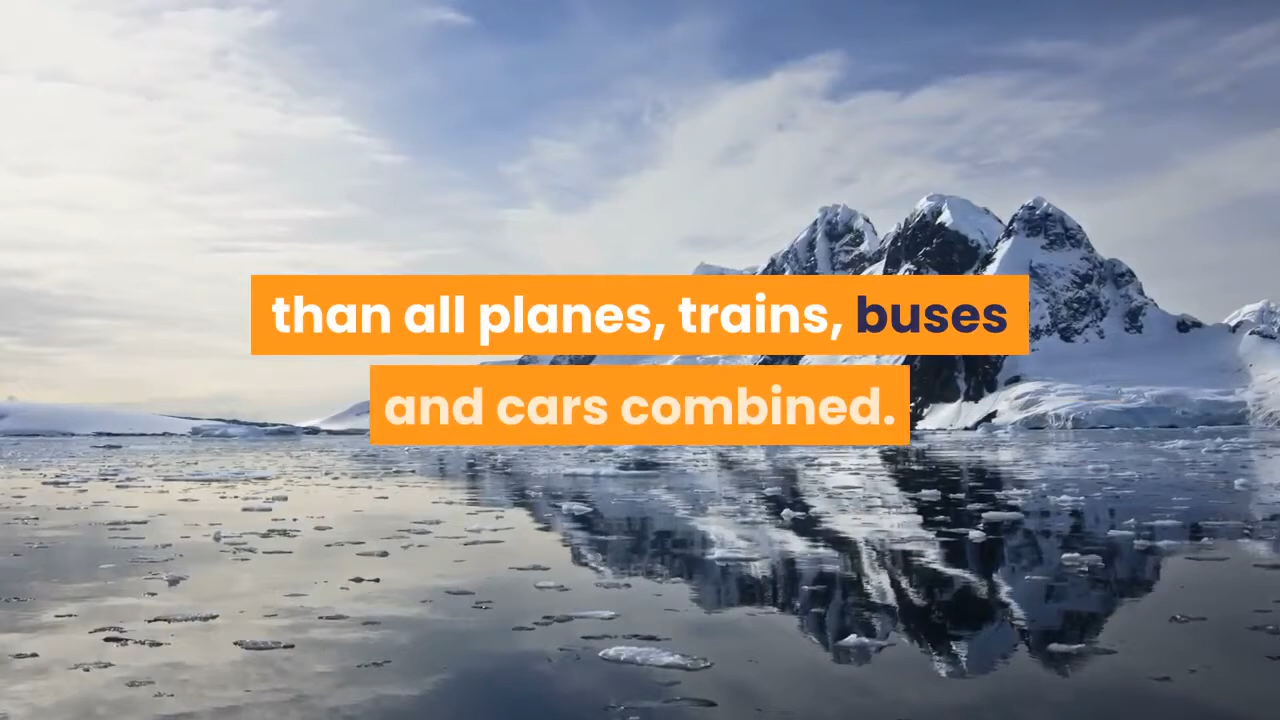 than all planes, trains, buses
and cars combined.